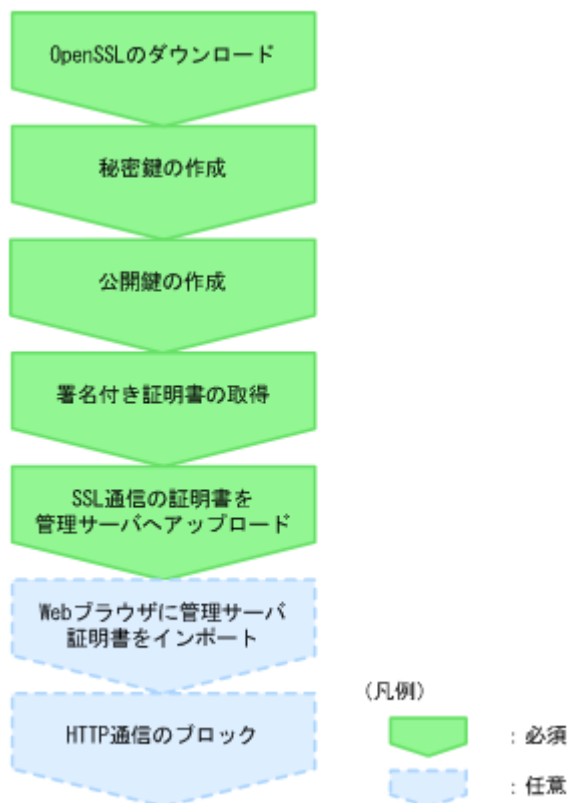 OpenSSLのダウンロード
秘密鍵の作成
公開鍵の作成
署名付き証明書の取得
SSL通信の証明書を
管理サーバへアップロード
Webブラウザに管理サーバ
証明書をインポート
HTTP通信のブロック
(凡例)
：必須
：任意